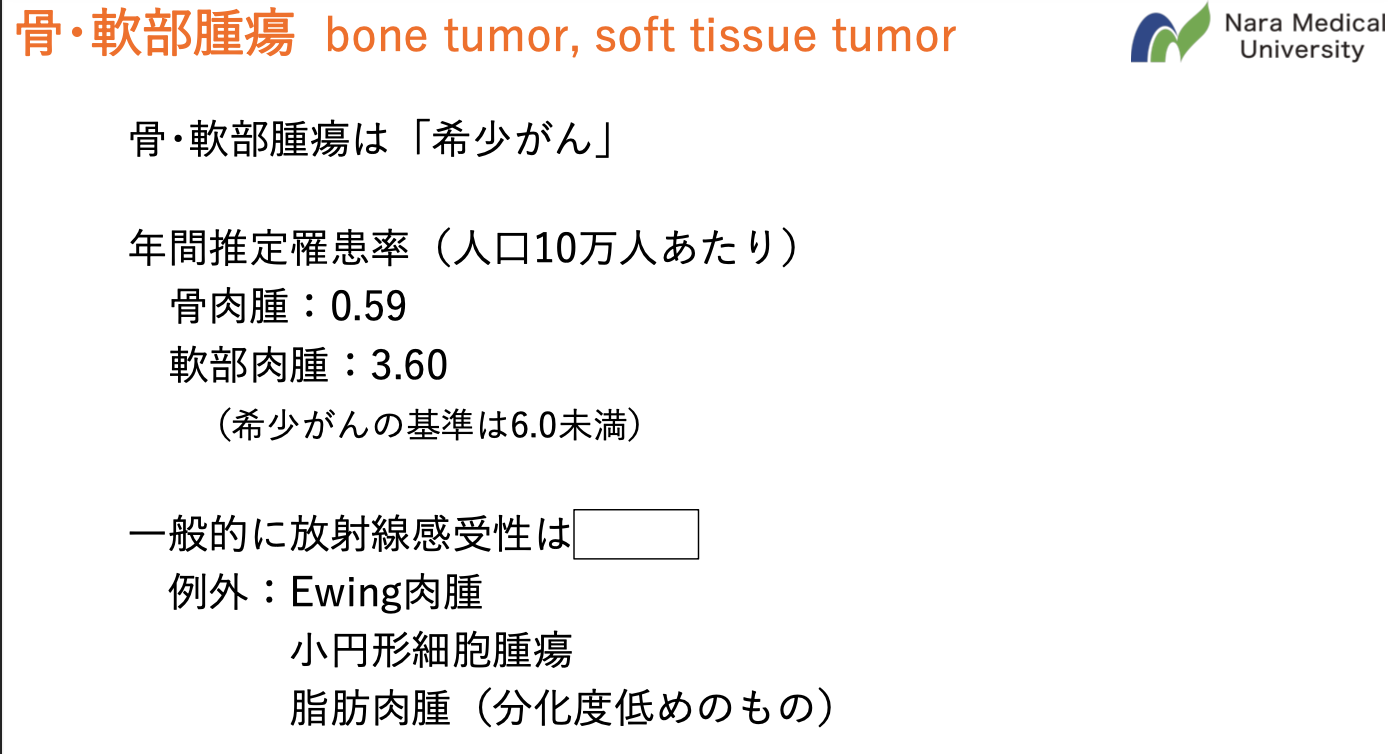 骨・軟部腫瘍 bone tumor, soft tissue tumor
Nara Medical
University
骨・軟部腫瘍は「希少がん」
年間推定罹患率（人口10万人あたり）
骨肉腫：0.59
軟部肉腫：3.60
（希少がんの基準は6.0未満）
一般的に放射線感受性は
例外：Ewing肉腫
小円形細胞腫瘍
脂肪肉腫（分化度低めのもの）